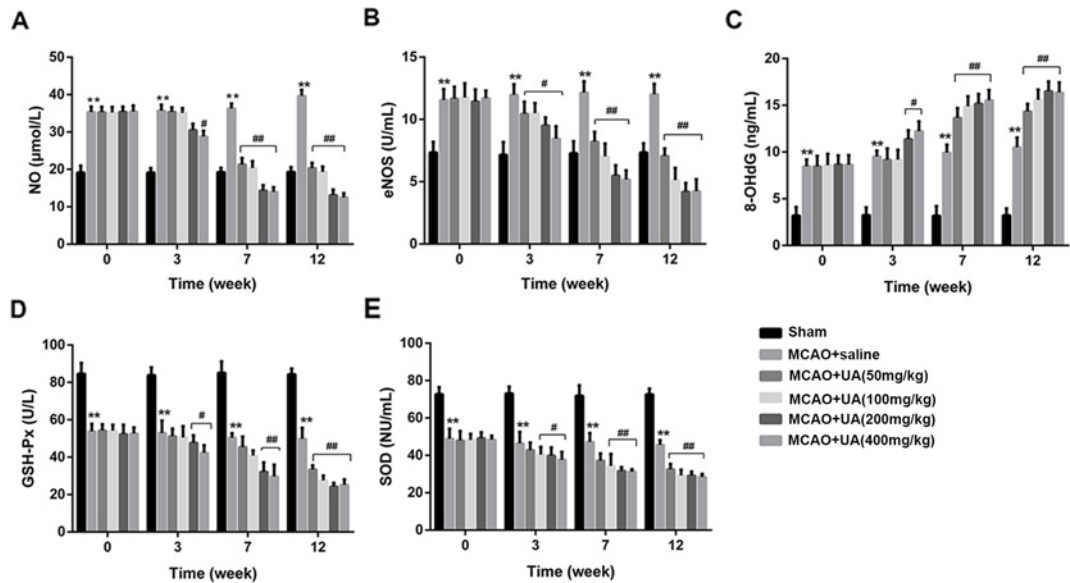 A
NO (μmol/L)
50
40
30
20
10
0
** ** # ** ## ** ##
0 3 7 12
Time (week)
B
eNOS (U/mL)
15
10
5
0
** ** # ** ## ** ##
0 3 7 12
Time (week)
C
8-OHdG (ng/mL)
20
15
10
5
0
** ** # ** ## ** ##
0 3 7 12
Time (week)
D
GSH-Px (U/L)
100
80
60
40
20
0
** ** # ** ## ** ##
0 3 7 12
Time (week)
E
SOD (NU/mL)
100
80
60
40
20
0
** ** # ** ## ** ##
0 3 7 12
Time (week)
Sham
MCAO+saline
MCAO+UA(50mg/kg)
MCAO+UA(100mg/kg)
MCAO+UA(200mg/kg)
MCAO+UA(400mg/kg)